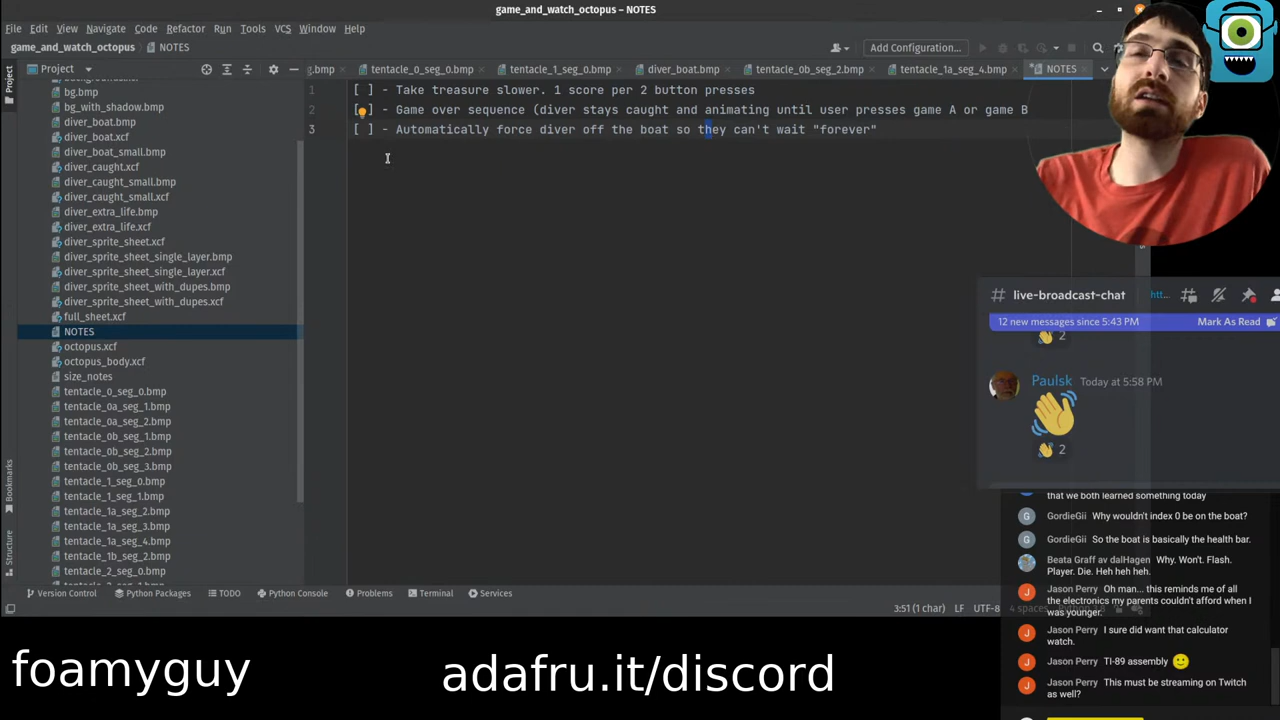 game_and_watch_octopus – NOTES
File Edit View Navigate Code Refactor Run Tools VCS Window Help
game_and_watch_octopus NOTES
Add Configuration...
Project
tentacle_0_seg_0.bmp
tentacle_1_seg_0.bmp
diver_boat.bmp
tentacle_0b_seg_2.bmp
tentacle_1a_seg_4.bmp
NOTES
bg.bmp
bg_with_shadow.bmp
diver_boat.bmp
diver_boat.xcf
diver_boat_small.bmp
diver_caught.xcf
diver_caught_small.bmp
diver_caught_small.xcf
diver_extra_life.bmp
diver_extra_life.xcf
diver_sprite_sheet.xcf
diver_sprite_sheet_single_layer.bmp
diver_sprite_sheet_single_layer.xcf
diver_sprite_sheet_with_dupes.bmp
diver_sprite_sheet_with_dupes.xcf
full_sheet.xcf
NOTES
octopus.xcf
octopus_body.xcf
size_notes
tentacle_0_seg_0.bmp
tentacle_0a_seg_1.bmp
tentacle_0a_seg_2.bmp
tentacle_0b_seg_1.bmp
tentacle_0b_seg_2.bmp
tentacle_0b_seg_3.bmp
tentacle_1_seg_0.bmp
tentacle_1_seg_1.bmp
tentacle_1a_seg_2.bmp
tentacle_1a_seg_3.bmp
tentacle_1a_seg_4.bmp
tentacle_1b_seg_2.bmp
tentacle_2_seg_0.bmp
Project
Bookmarks
Structure
1 [ ] - Take treasure slower. 1 score per 2 button presses
2 [ ] - Game over sequence (diver stays caught and animating until user presses game A or game B
3 [ ] - Automatically force diver off the boat so they can't wait "forever"
# live-broadcast-chat
htt...
12 new messages since 5:43 PM Mark As Read
2
Paulsk Today at 5:58 PM
2
that we both learned something today
G GordieGii Why wouldn't index 0 be on the boat?
G GordieGii So the boat is basically the health bar.
Beata Graff av dalHagen Why. Won't. Flash.
Player. Die. Heh heh heh.
J Jason Perry Oh man... this reminds me of all
the electronics my parents couldn't afford when I
was younger.
J Jason Perry I sure did want that calculator
watch.
J Jason Perry TI-89 assembly
J Jason Perry This must be streaming on Twitch
as well?
Version Control Python Packages TODO Python Console Problems Terminal Services
3:51 (1 char) LF UTF-8 4 spaces
foamyguy
adafru.it/discord